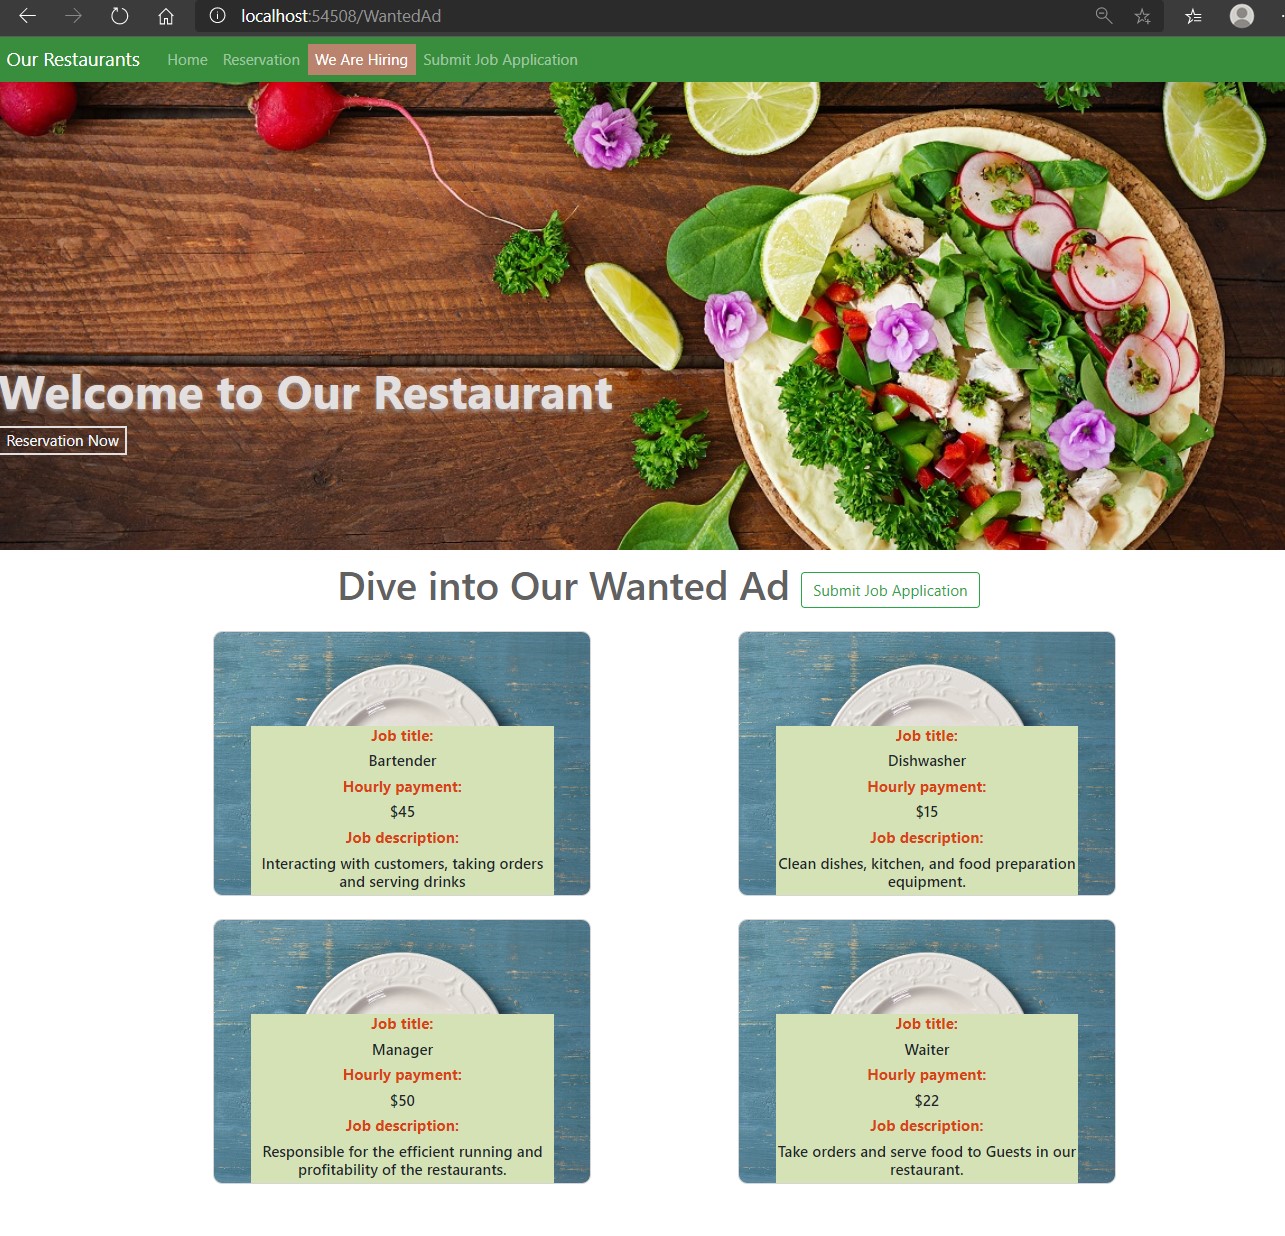 localhost:54508/WantedAd
Our Restaurants Home Reservation We Are Hiring Submit Job Application
Welcome to Our Restaurant
Reservation Now
Dive into Our Wanted Ad Submit Job Application
Job title:
Bartender
Hourly payment:
$45
Job description:
Interacting with customers, taking orders
and serving drinks
Job title:
Dishwasher
Hourly payment:
$15
Job description:
Clean dishes, kitchen, and food preparation
equipment.
Job title:
Manager
Hourly payment:
$50
Job description:
Responsible for the efficient running and
profitability of the restaurants.
Job title:
Waiter
Hourly payment:
$22
Job description:
Take orders and serve food to Guests in our
restaurant.